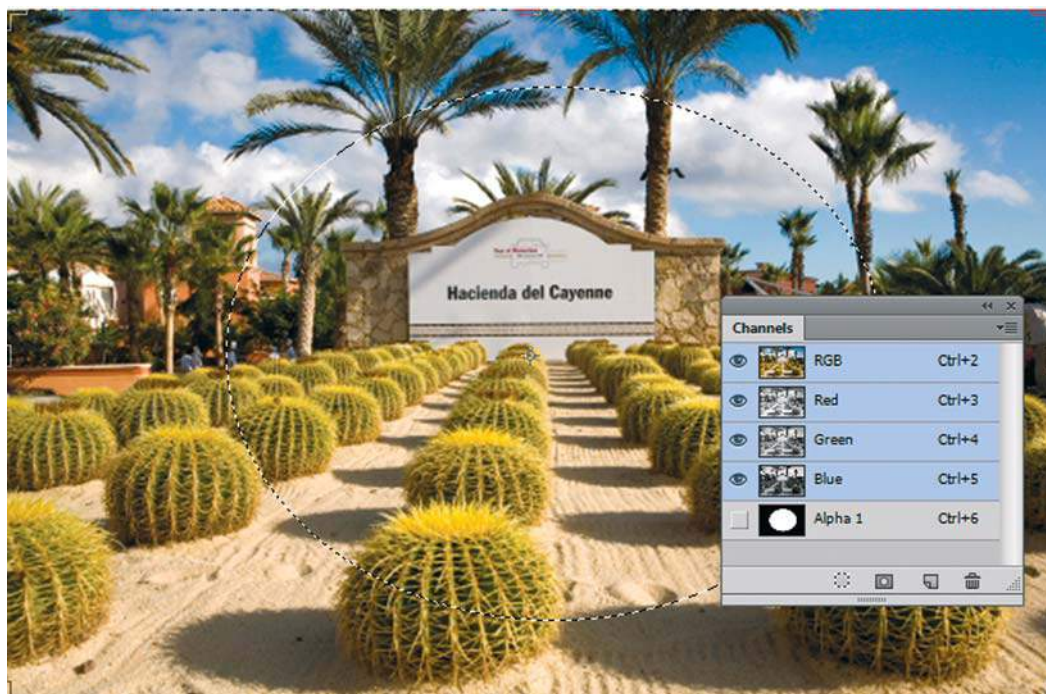 Hacienda del Cayenne
Channels
RGB Ctrl+2
Red Ctrl+3
Green Ctrl+4
Blue Ctrl+5
Alpha 1 Ctrl+6